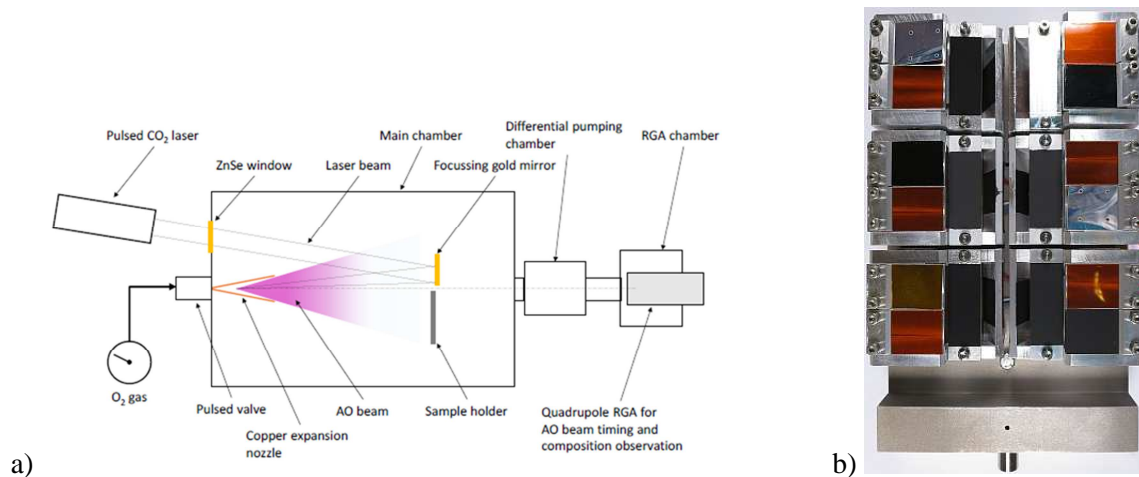 Pulsed CO₂ laser
ZnSe window
Main chamber
Laser beam
Differential pumping
chamber
Focussing gold mirror
RGA chamber
O₂ gas
Pulsed valve
Copper expansion
nozzle
AO beam
Sample holder
Quadrupole RGA for
AO beam timing and
composition observation
a)
b)